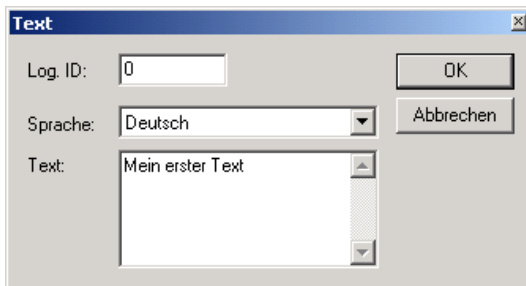 Text
Log. ID: 0
OK
Sprache: Deutsch
Abbrechen
Text: Mein erster Text